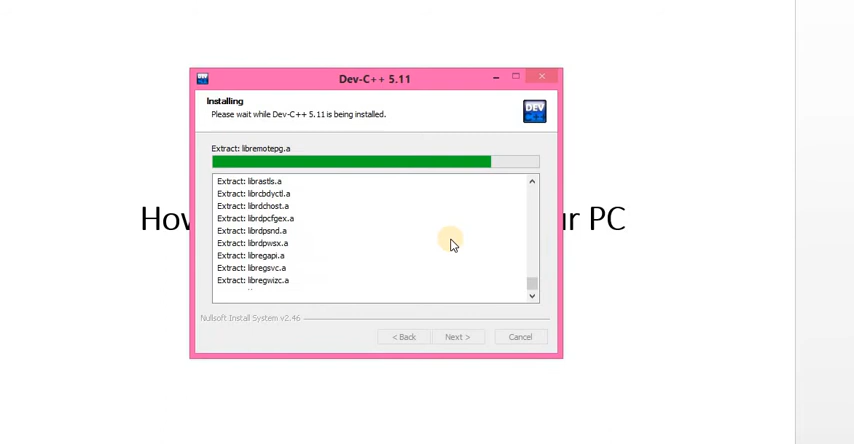 Dev-C++ 5.11
Installing
Please wait while Dev-C++ 5.11 is being installed.
DEV
Extract: libremotepg.a
Extract: librastls.a
Extract: librcbdyctl.a
Extract: librdchost.a
Extract: librdpcfgex.a
Extract: librdpsnd.a
Extract: librdpwsx.a
Extract: libregapi.a
Extract: libregsvc.a
Extract: libregwizc.a
How
ur PC
Nullsoft Install System v2.46
< Back
Next >
Cancel